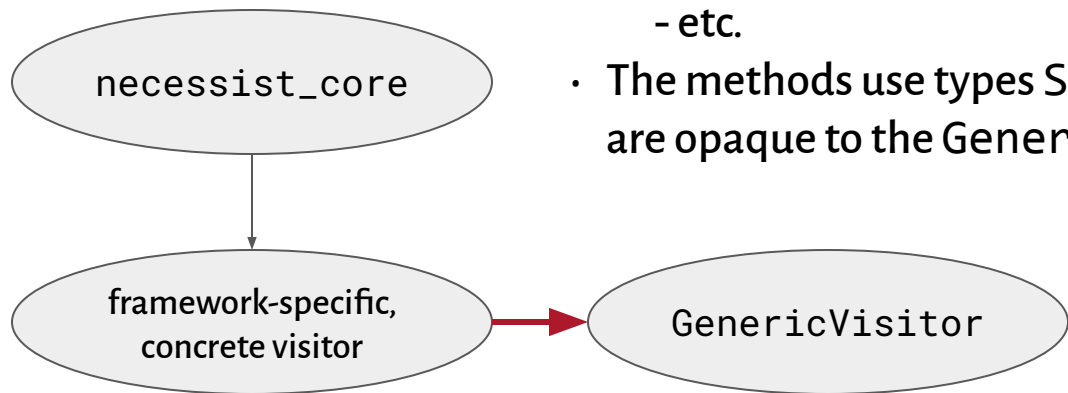 - etc.
necessist_core
· The methods use types S
are opaque to the Gener
framework-specific,
concrete visitor
GenericVisitor